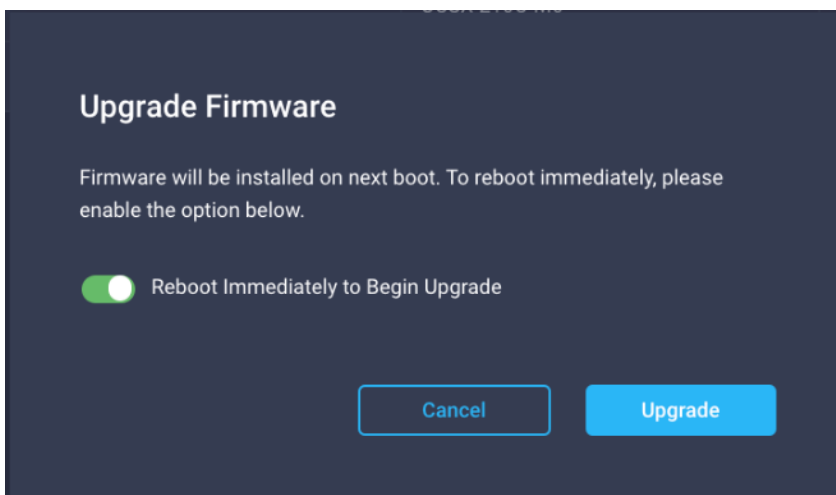 Upgrade Firmware
Firmware will be installed on next boot. To reboot immediately, please
enable the option below.
Reboot Immediately to Begin Upgrade
Cancel
Upgrade